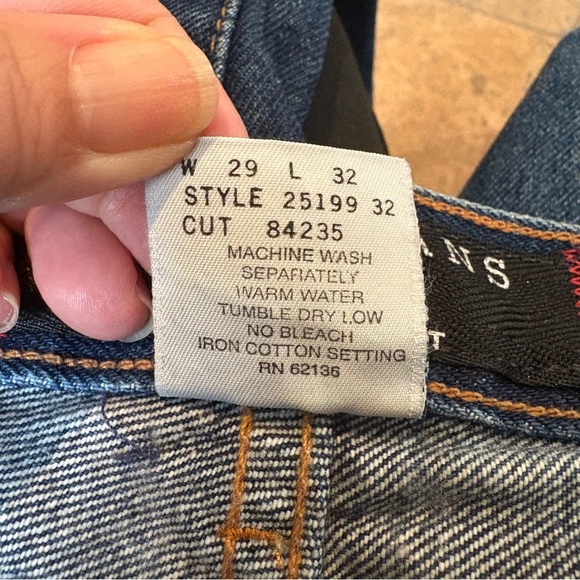 W 29 L 32
STYLE 25199 32
CUT 84235
MACHINE WASH
SEPARATELY
WARM WATER
TUMBLE DRY LOW
NO BLEACH
IRON COTTON SETTING
RN 62136
ANS
T